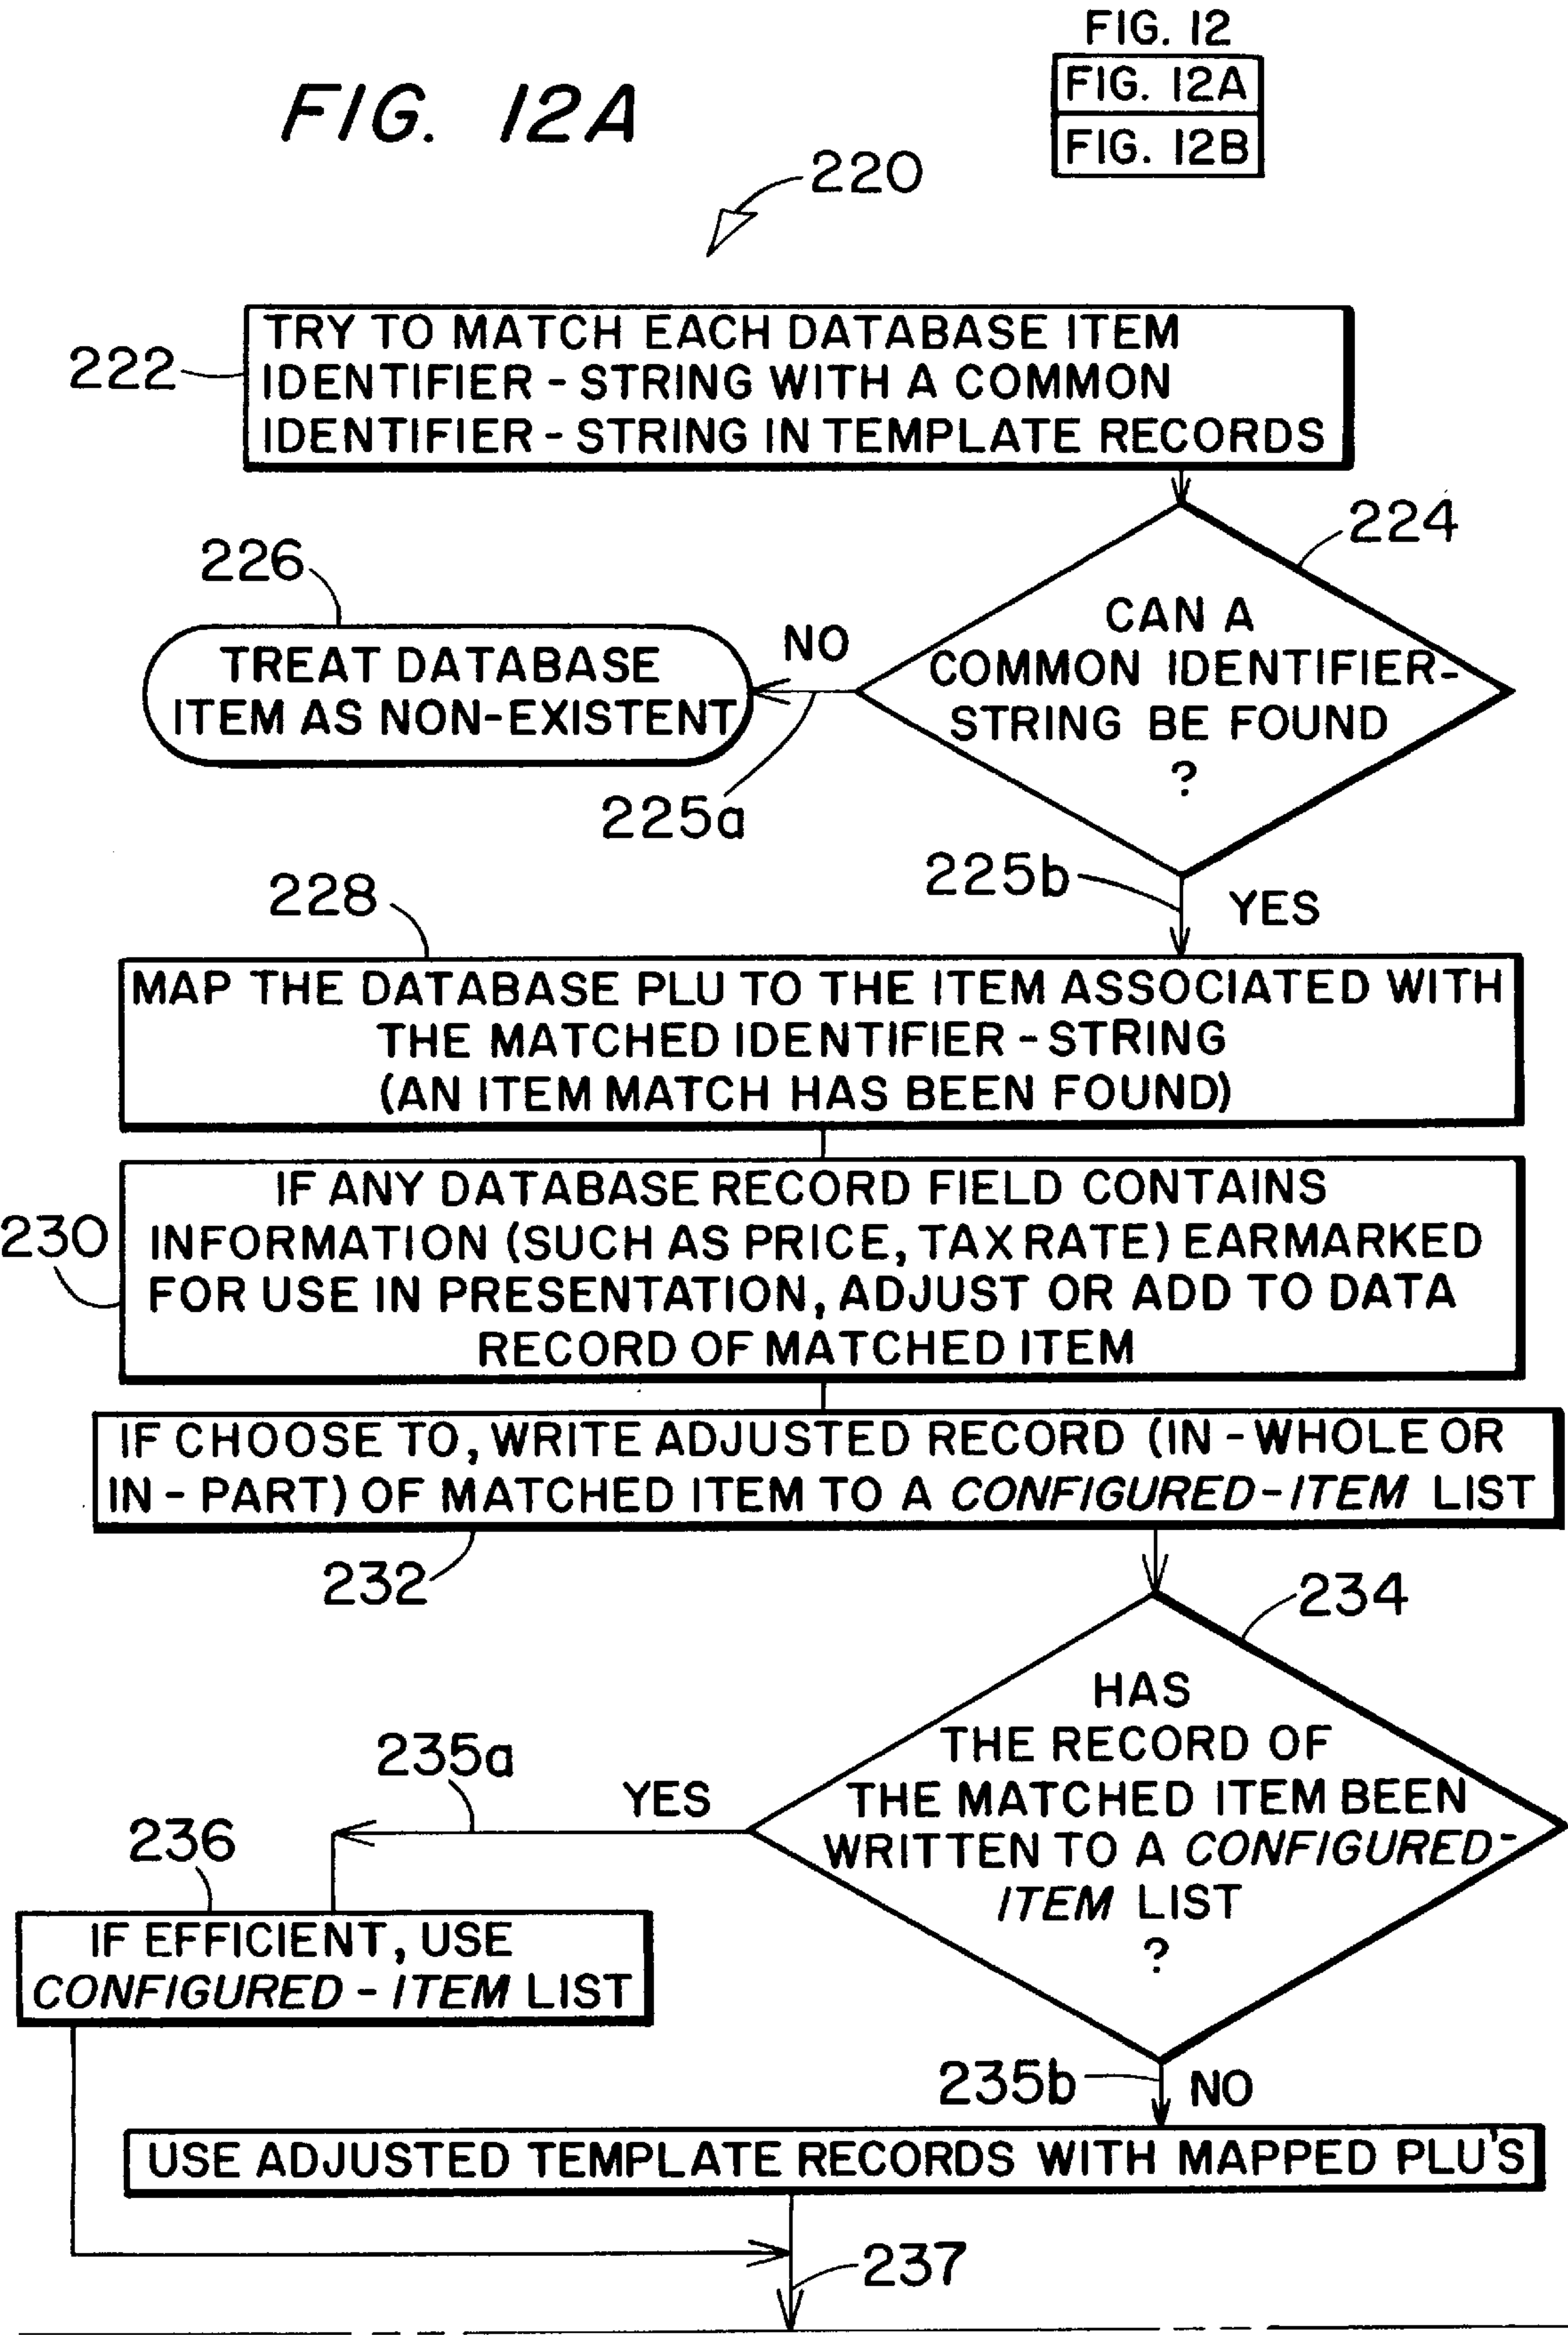 FIG. 12
FIG. 12A
FIG. 12B
FIG. 12A
220
222
TRY TO MATCH EACH DATABASE ITEM
IDENTIFIER - STRING WITH A COMMON
IDENTIFIER - STRING IN TEMPLATE RECORDS
224
226
CAN A
COMMON IDENTIFIER-
STRING BE FOUND
?
NO
TREAT DATABASE
ITEM AS NON-EXISTENT
225a
225b
YES
228
MAP THE DATABASE PLU TO THE ITEM ASSOCIATED WITH
THE MATCHED IDENTIFIER - STRING
(AN ITEM MATCH HAS BEEN FOUND)
230
IF ANY DATABASE RECORD FIELD CONTAINS
INFORMATION (SUCH AS PRICE, TAX RATE) EARMARKED
FOR USE IN PRESENTATION, ADJUST OR ADD TO DATA
RECORD OF MATCHED ITEM
IF CHOOSE TO, WRITE ADJUSTED RECORD (IN - WHOLE OR
IN - PART) OF MATCHED ITEM TO A CONFIGURED-ITEM LIST
232
234
HAS
THE RECORD OF
THE MATCHED ITEM BEEN
WRITTEN TO A CONFIGURED-
ITEM LIST
?
235a
YES
236
IF EFFICIENT, USE
CONFIGURED - ITEM LIST
235b
NO
USE ADJUSTED TEMPLATE RECORDS WITH MAPPED PLU'S
237